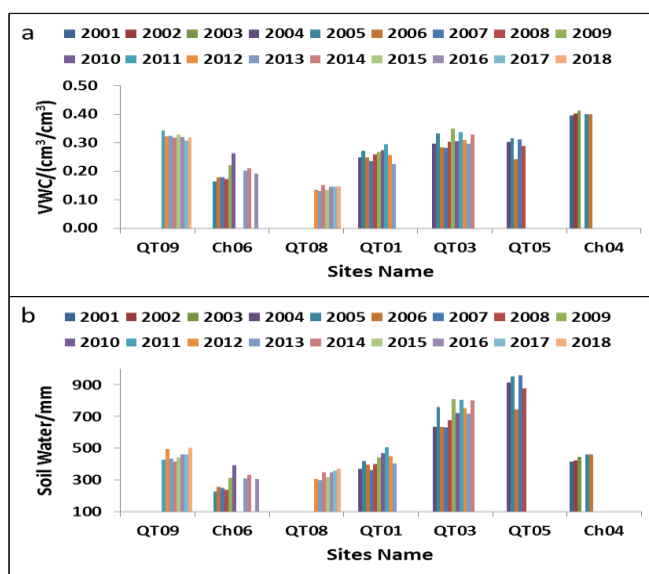 a
2001 2002 2003 2004 2005 2006 2007 2008 2009
2010 2011 2012 2013 2014 2015 2016 2017 2018
VWC/(cm³/cm³)
0.50
0.40
0.30
0.20
0.10
0.00
QT09 Ch06 QT08 QT01 QT03 QT05 Ch04
Sites Name
b
2001 2002 2003 2004 2005 2006 2007 2008 2009
2010 2011 2012 2013 2014 2015 2016 2017 2018
Soil Water/mm
900
700
500
300
100
QT09 Ch06 QT08 QT01 QT03 QT05 Ch04
Sites Name